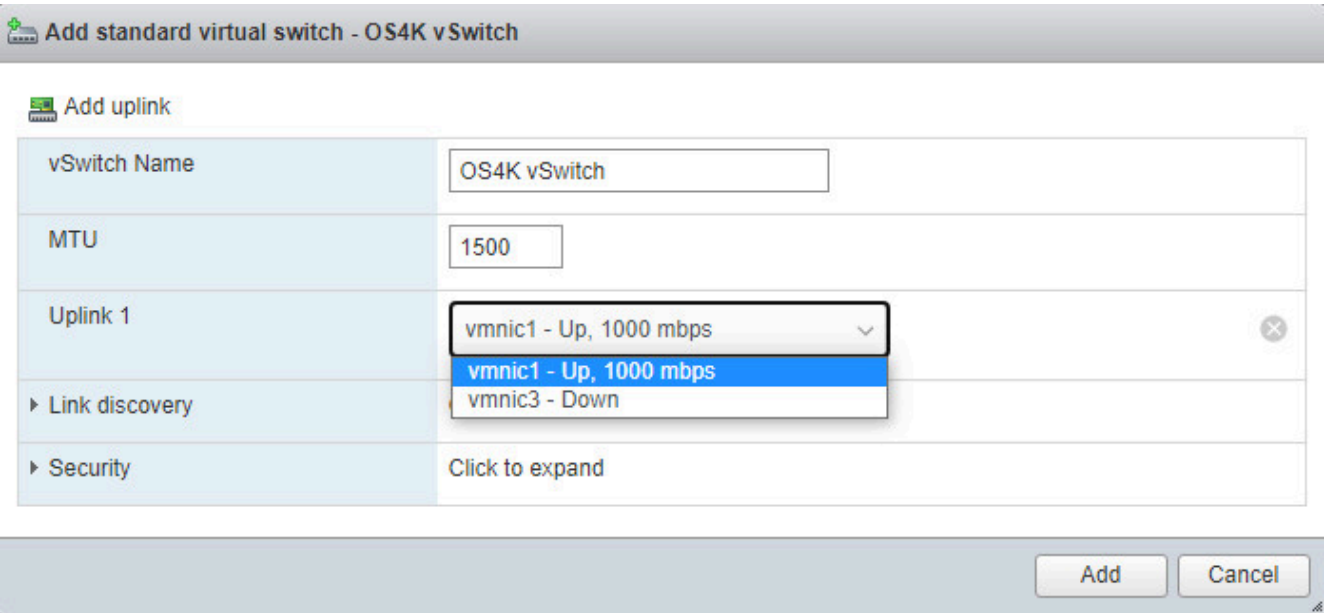 Add standard virtual switch - OS4K vSwitch
Add uplink
vSwitch Name
OS4K vSwitch
MTU
1500
Uplink 1
vmnic1 - Up, 1000 mbps
vmnic1 - Up, 1000 mbps
vmnic3 - Down
Link discovery
Security
Click to expand
Add
Cancel